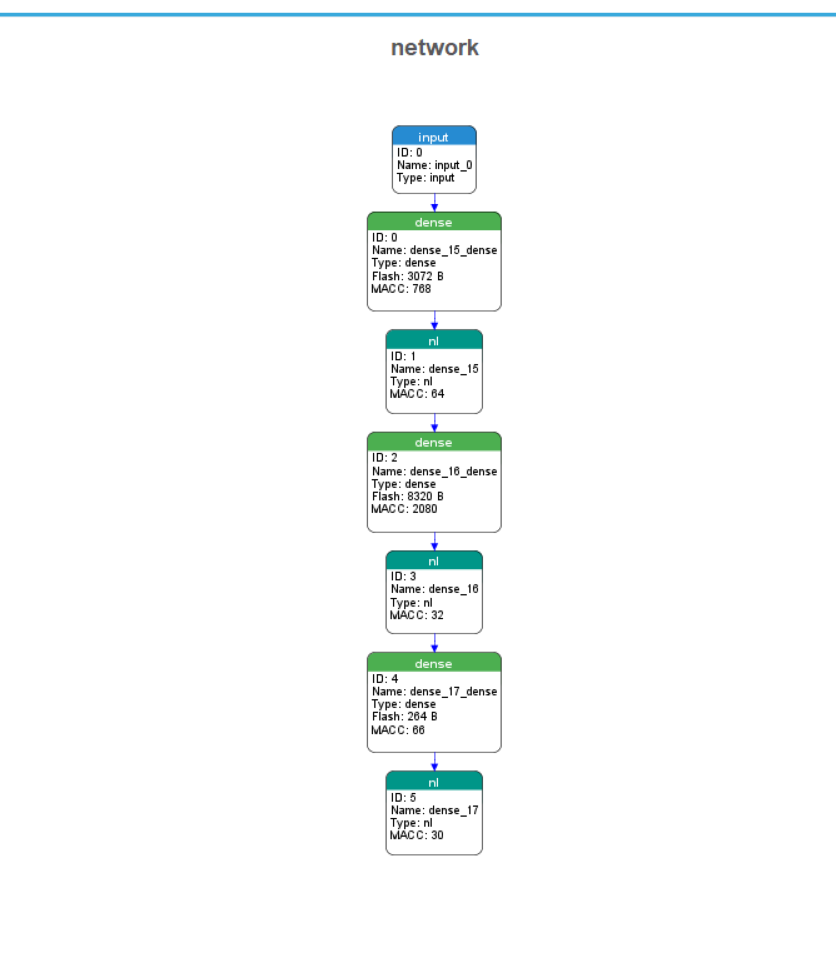 network
input
ID: 0
Name: input_0
Type: input
dense
ID: 0
Name: dense_15_dense
Type: dense
Flash: 3072 B
MACC: 768
nl
ID: 1
Name: dense_15
Type: nl
MACC: 64
dense
ID: 2
Name: dense_16_dense
Type: dense
Flash: 8320 B
MACC: 2080
nl
ID: 3
Name: dense_16
Type: nl
MACC: 32
dense
ID: 4
Name: dense_17_dense
Type: dense
Flash: 264 B
MACC: 66
nl
ID: 5
Name: dense_17
Type: nl
MACC: 30